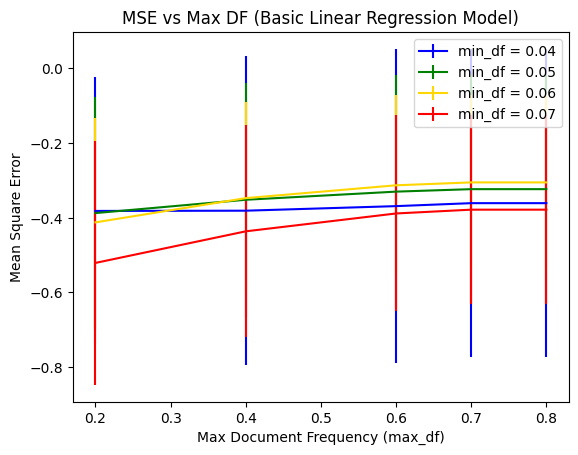 MSE vs Max DF (Basic Linear Regression Model)
min_df = 0.04
min_df = 0.05
min_df = 0.06
min_df = 0.07
Mean Square Error
0.0
−0.2
−0.4
−0.6
−0.8
0.2 0.3 0.4 0.5 0.6 0.7 0.8
Max Document Frequency (max_df)